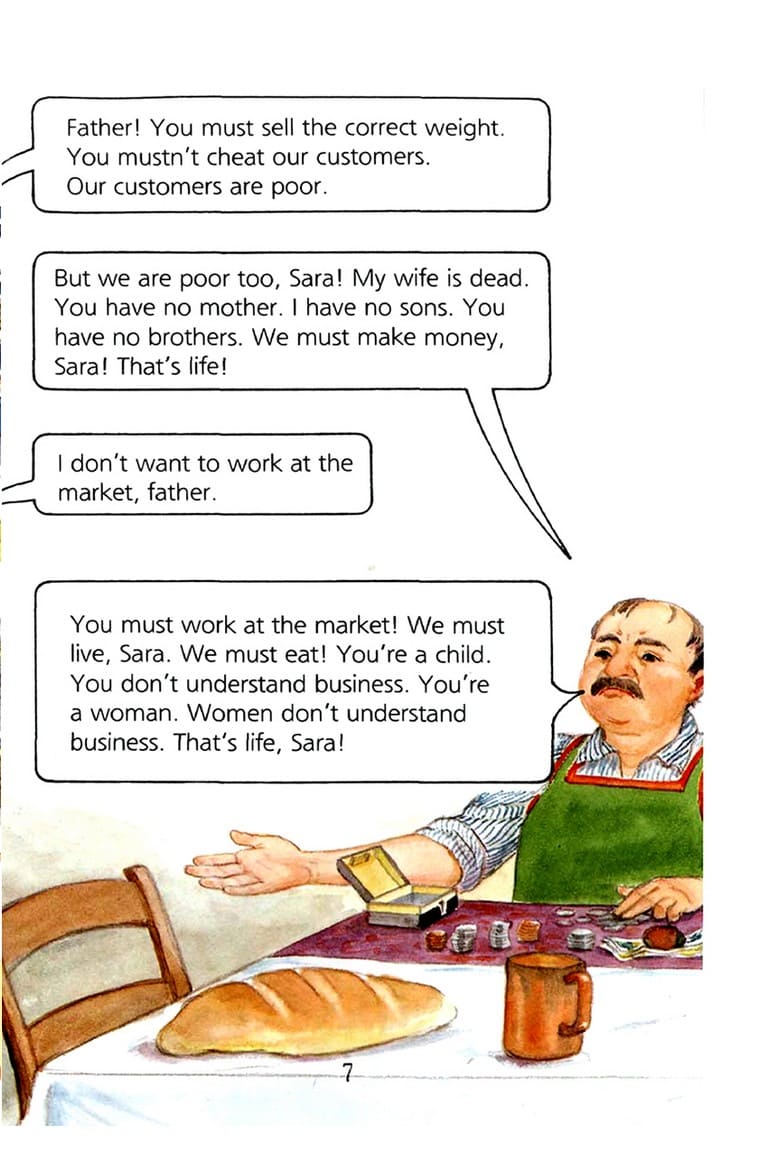 Father! You must sell the correct weight.
You mustn't cheat our customers.
Our customers are poor.
But we are poor too, Sara! My wife is dead.
You have no mother. I have no sons. You
have no brothers. We must make money,
Sara! That's life!
I don't want to work at the
market, father.
You must work at the market! We must
live, Sara. We must eat! You're a child.
You don't understand business. You're
a woman. Women don't understand
business. That's life, Sara!
7